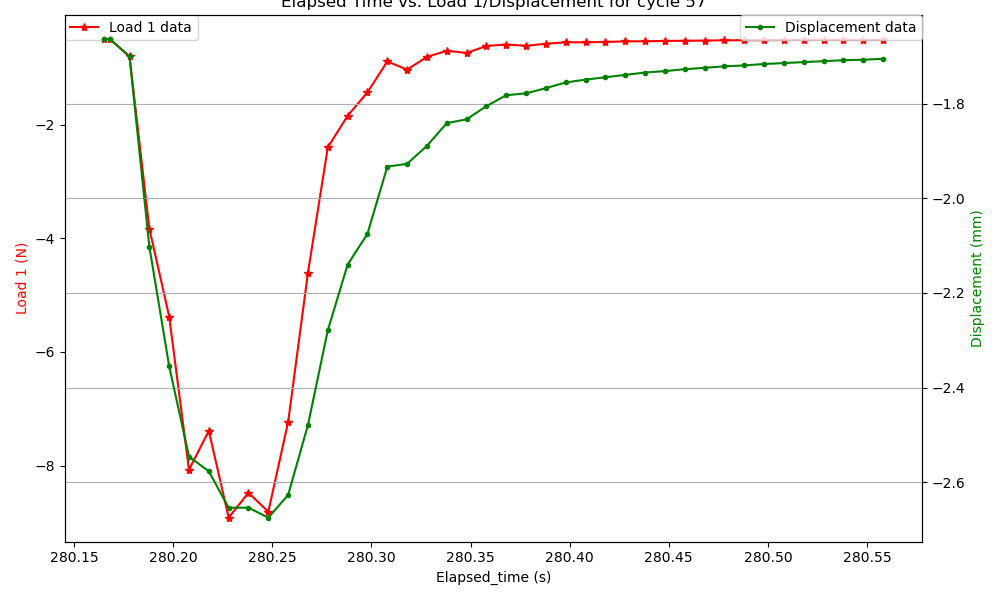 Elapsed Time vs. Load 1/Displacement for cycle 57
Load 1 data
Displacement data
−2
−4
−6
−8
Load 1 (N)
−1.8
−2.0
−2.2
−2.4
−2.6
Displacement (mm)
280.15 280.20 280.25 280.30 280.35 280.40 280.45 280.50 280.55
Elapsed_time (s)